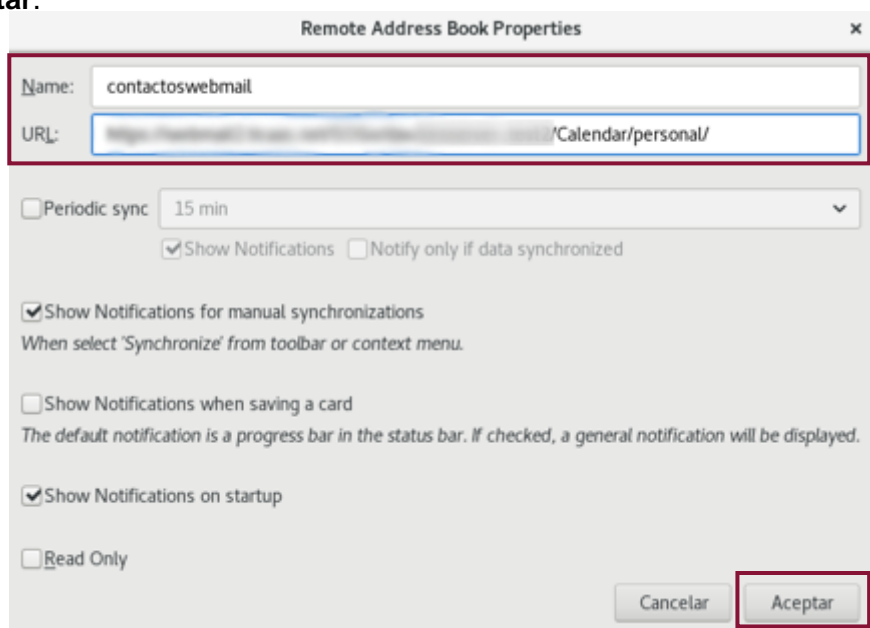 tar.
Remote Address Book Properties ×
Name: contactoswebmail
URL: /Calendar/personal/
Periodic sync 15 min
Show Notifications Notify only if data synchronized
Show Notifications for manual synchronizations
When select 'Synchronize' from toolbar or context menu.
Show Notifications when saving a card
The default notification is a progress bar in the status bar. If checked, a general notification will be displayed.
Show Notifications on startup
Read Only
Cancelar Aceptar